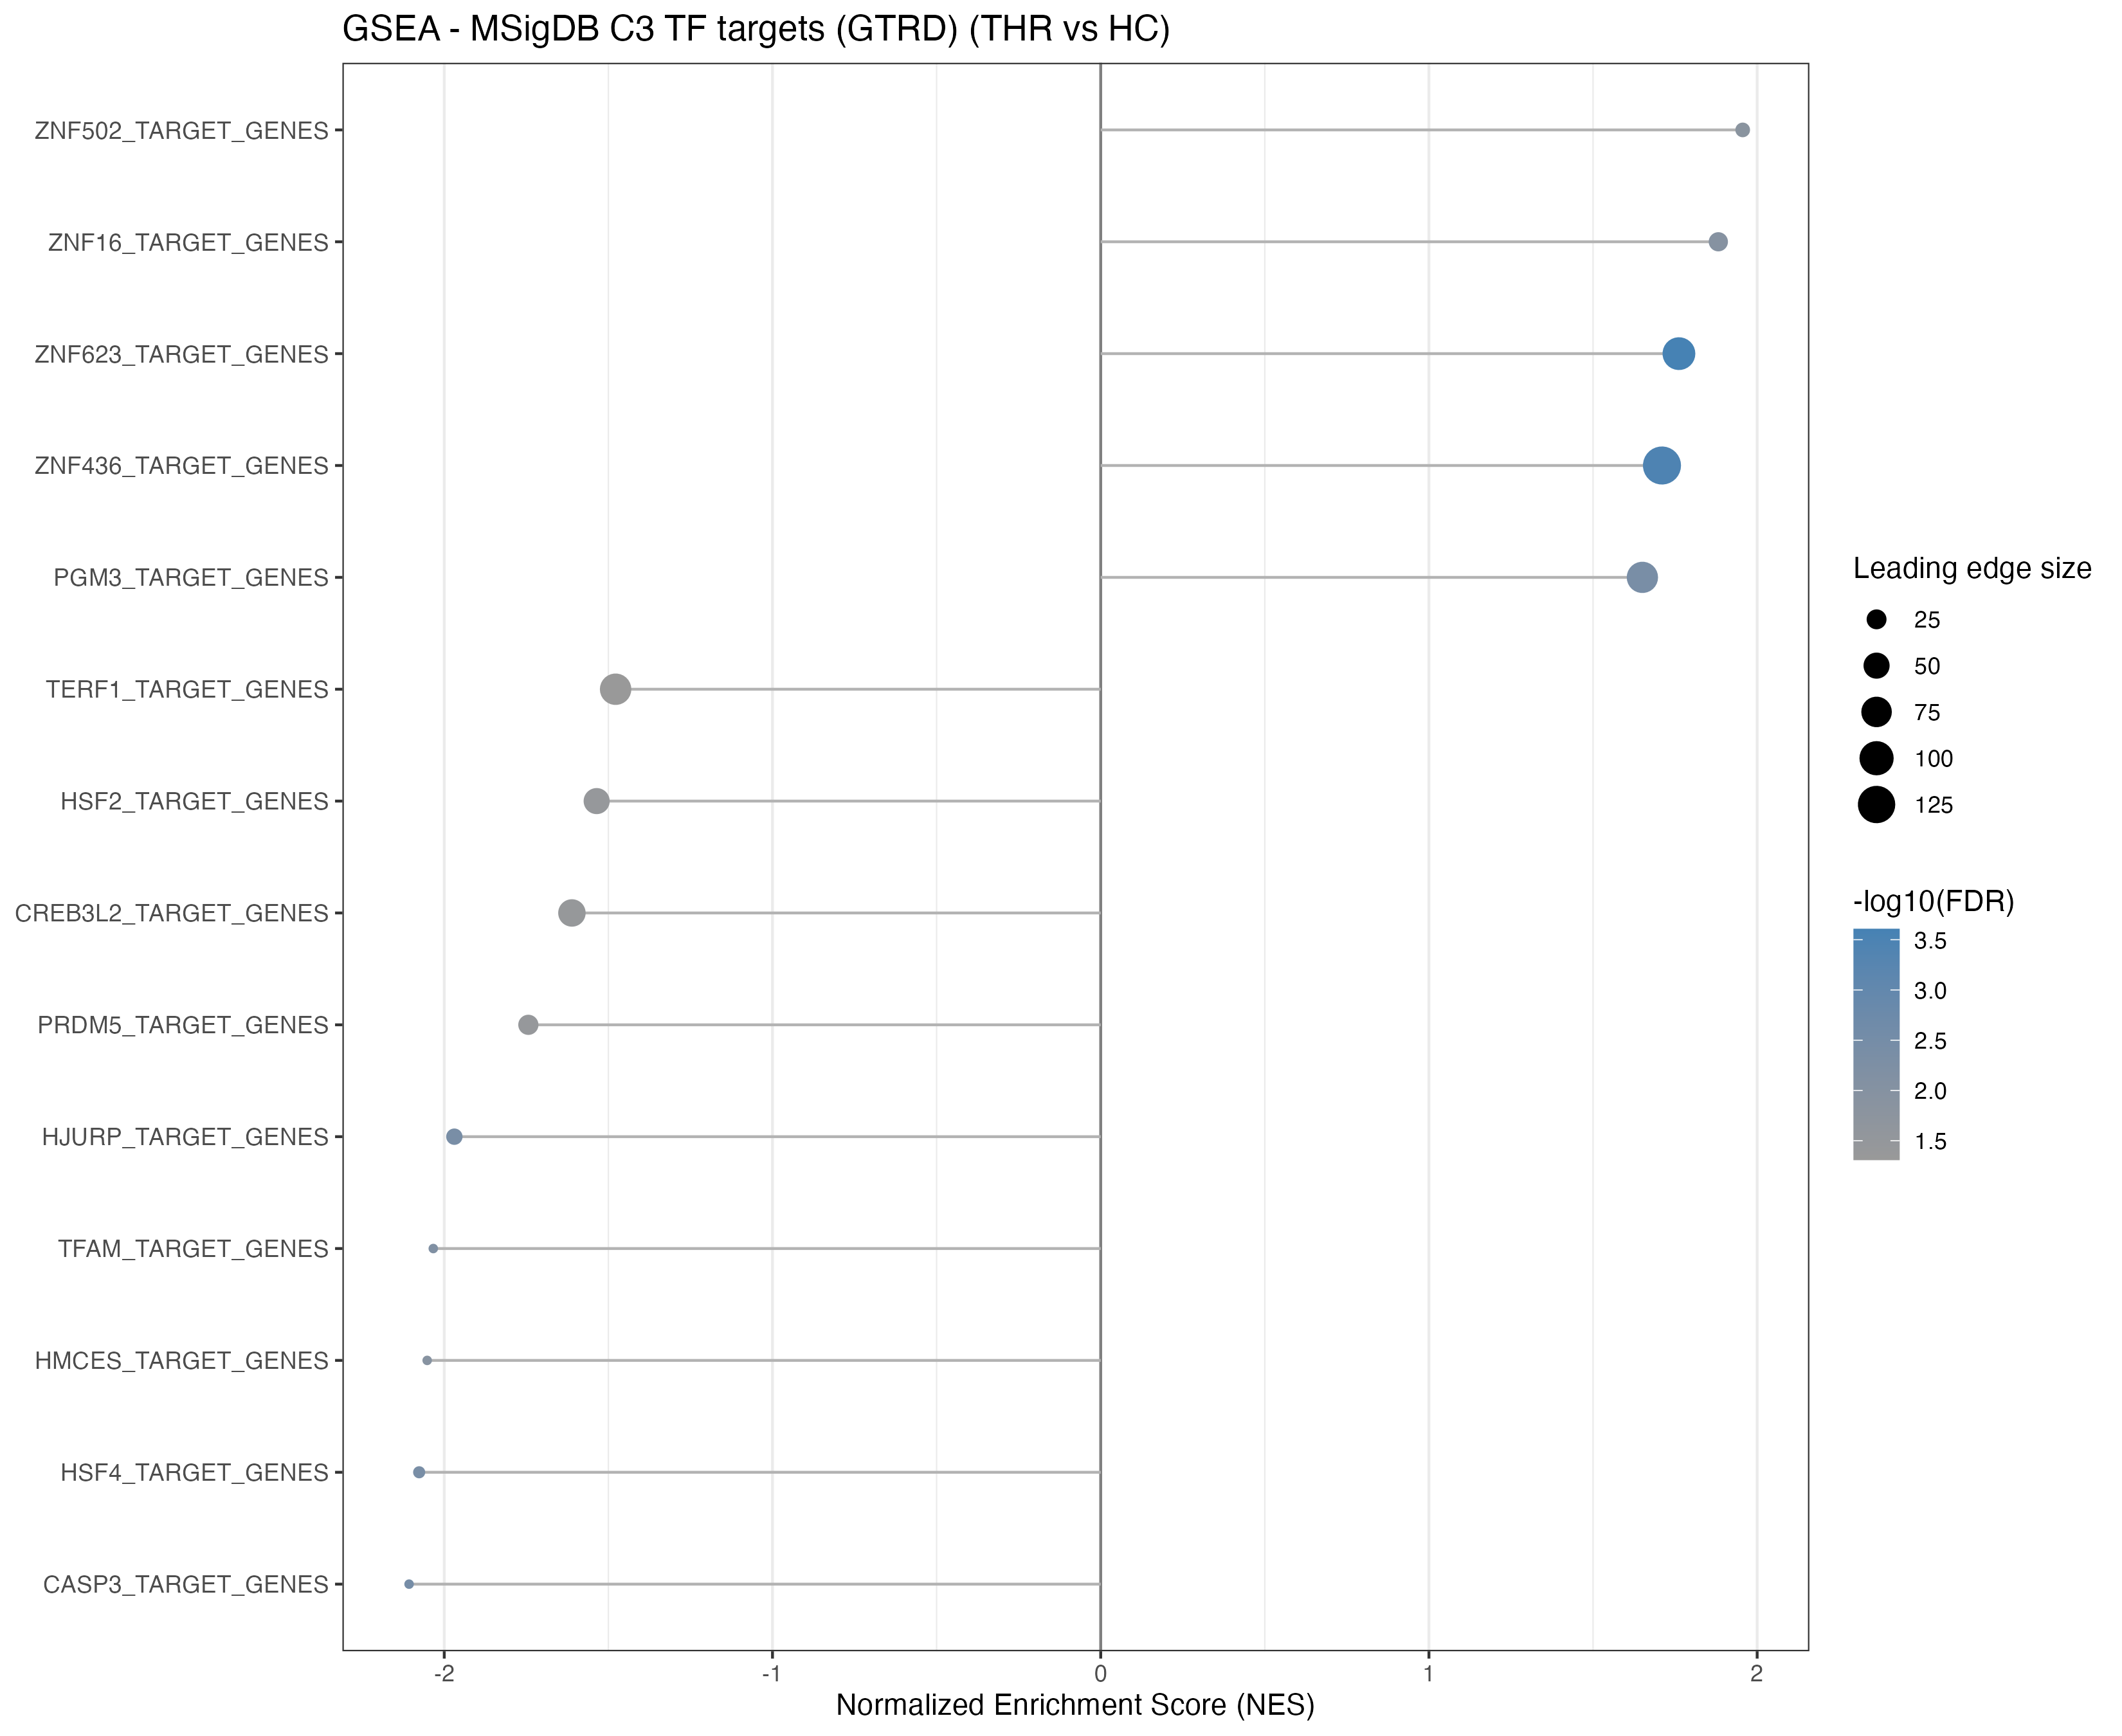 GSEA - MSigDB C3 TF targets (GTRD) (THR vs HC)
ZNF502_TARGET_GENES
ZNF16_TARGET_GENES
ZNF623_TARGET_GENES
ZNF436_TARGET_GENES
PGM3_TARGET_GENES
TERF1_TARGET_GENES
HSF2_TARGET_GENES
CREB3L2_TARGET_GENES
PRDM5_TARGET_GENES
HJURP_TARGET_GENES
TFAM_TARGET_GENES
HMCES_TARGET_GENES
HSF4_TARGET_GENES
CASP3_TARGET_GENES
-2 -1 0 1 2
Normalized Enrichment Score (NES)
Leading edge size
25
50
75
100
125
-log10(FDR)
3.5
3.0
2.5
2.0
1.5